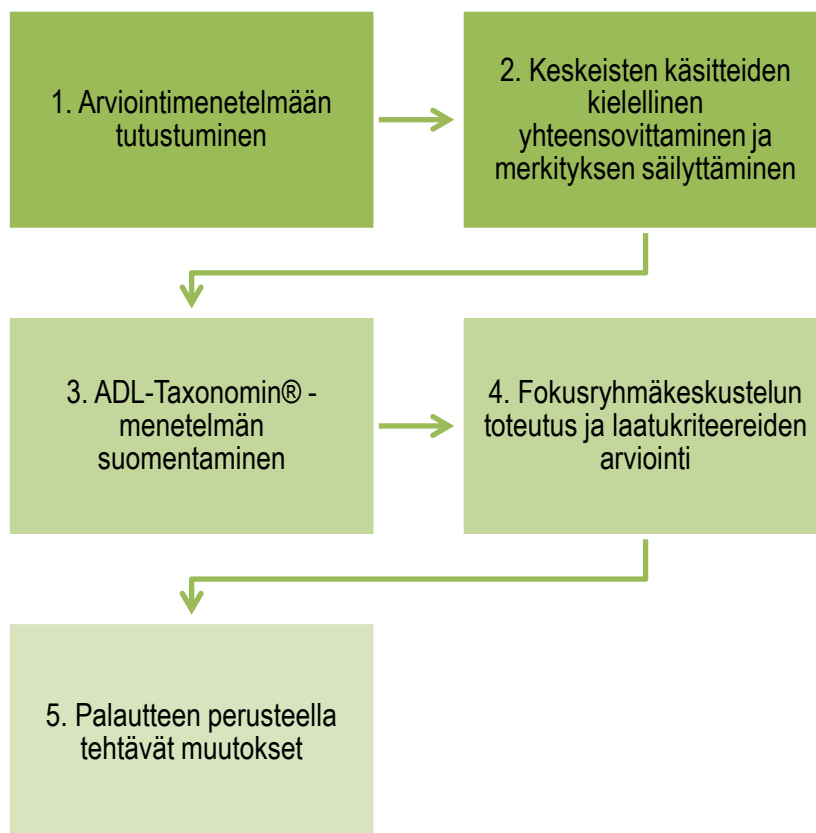 1. Arviointimenetelmään
tutustuminen
2. Keskeisten käsitteiden
kielellinen
yhteensovittaminen ja
merkityksen säilyttäminen
3. ADL-Taxonomin® -
menetelmän
suomentaminen
4. Fokusryhmäkeskustelun
toteutus ja laatukriteereiden
arviointi
5. Palautteen perusteella
tehtävät muutokset